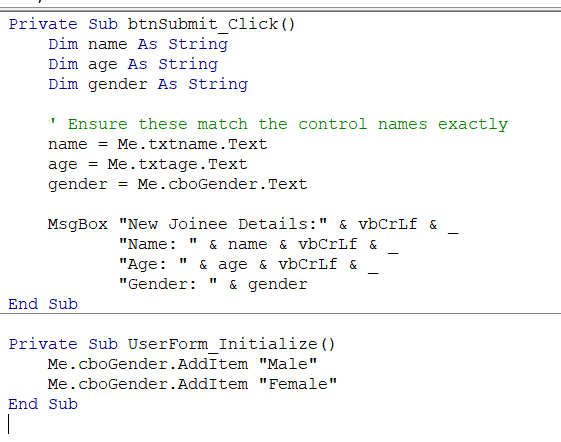 Private Sub btnSubmit_Click()
    Dim name As String
    Dim age As String
    Dim gender As String

    ' Ensure these match the control names exactly
    name = Me.txtname.Text
    age = Me.txtage.Text
    gender = Me.cboGender.Text

    MsgBox "New Joinee Details:" & vbCrLf & _
           "Name: " & name & vbCrLf & _
           "Age: " & age & vbCrLf & _
           "Gender: " & gender
End Sub

Private Sub UserForm_Initialize()
    Me.cboGender.AddItem "Male"
    Me.cboGender.AddItem "Female"
End Sub